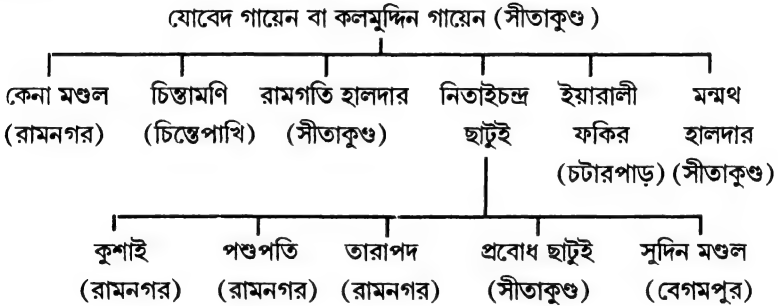 যোবেদ গায়েন বা কলমুদ্দিন গায়েন (সীতাকুণ্ড)
কেনা মণ্ডল চিন্তামণি রামগতি হালদার নিতাইচন্দ্র ইয়ারালী মন্মথ
(রামনগর) (চিন্তেপাখি) (সীতাকুণ্ড) ছাটুই ফকির হালদার
(চটারপাড়) (সীতাকুণ্ড)
কুশাই পশুপতি তারাপদ প্রবোধ ছাটুই সুদিন মণ্ডল
(রামনগর) (রামনগর) (রামনগর) (সীতাকুণ্ড) (বেগমপুর)